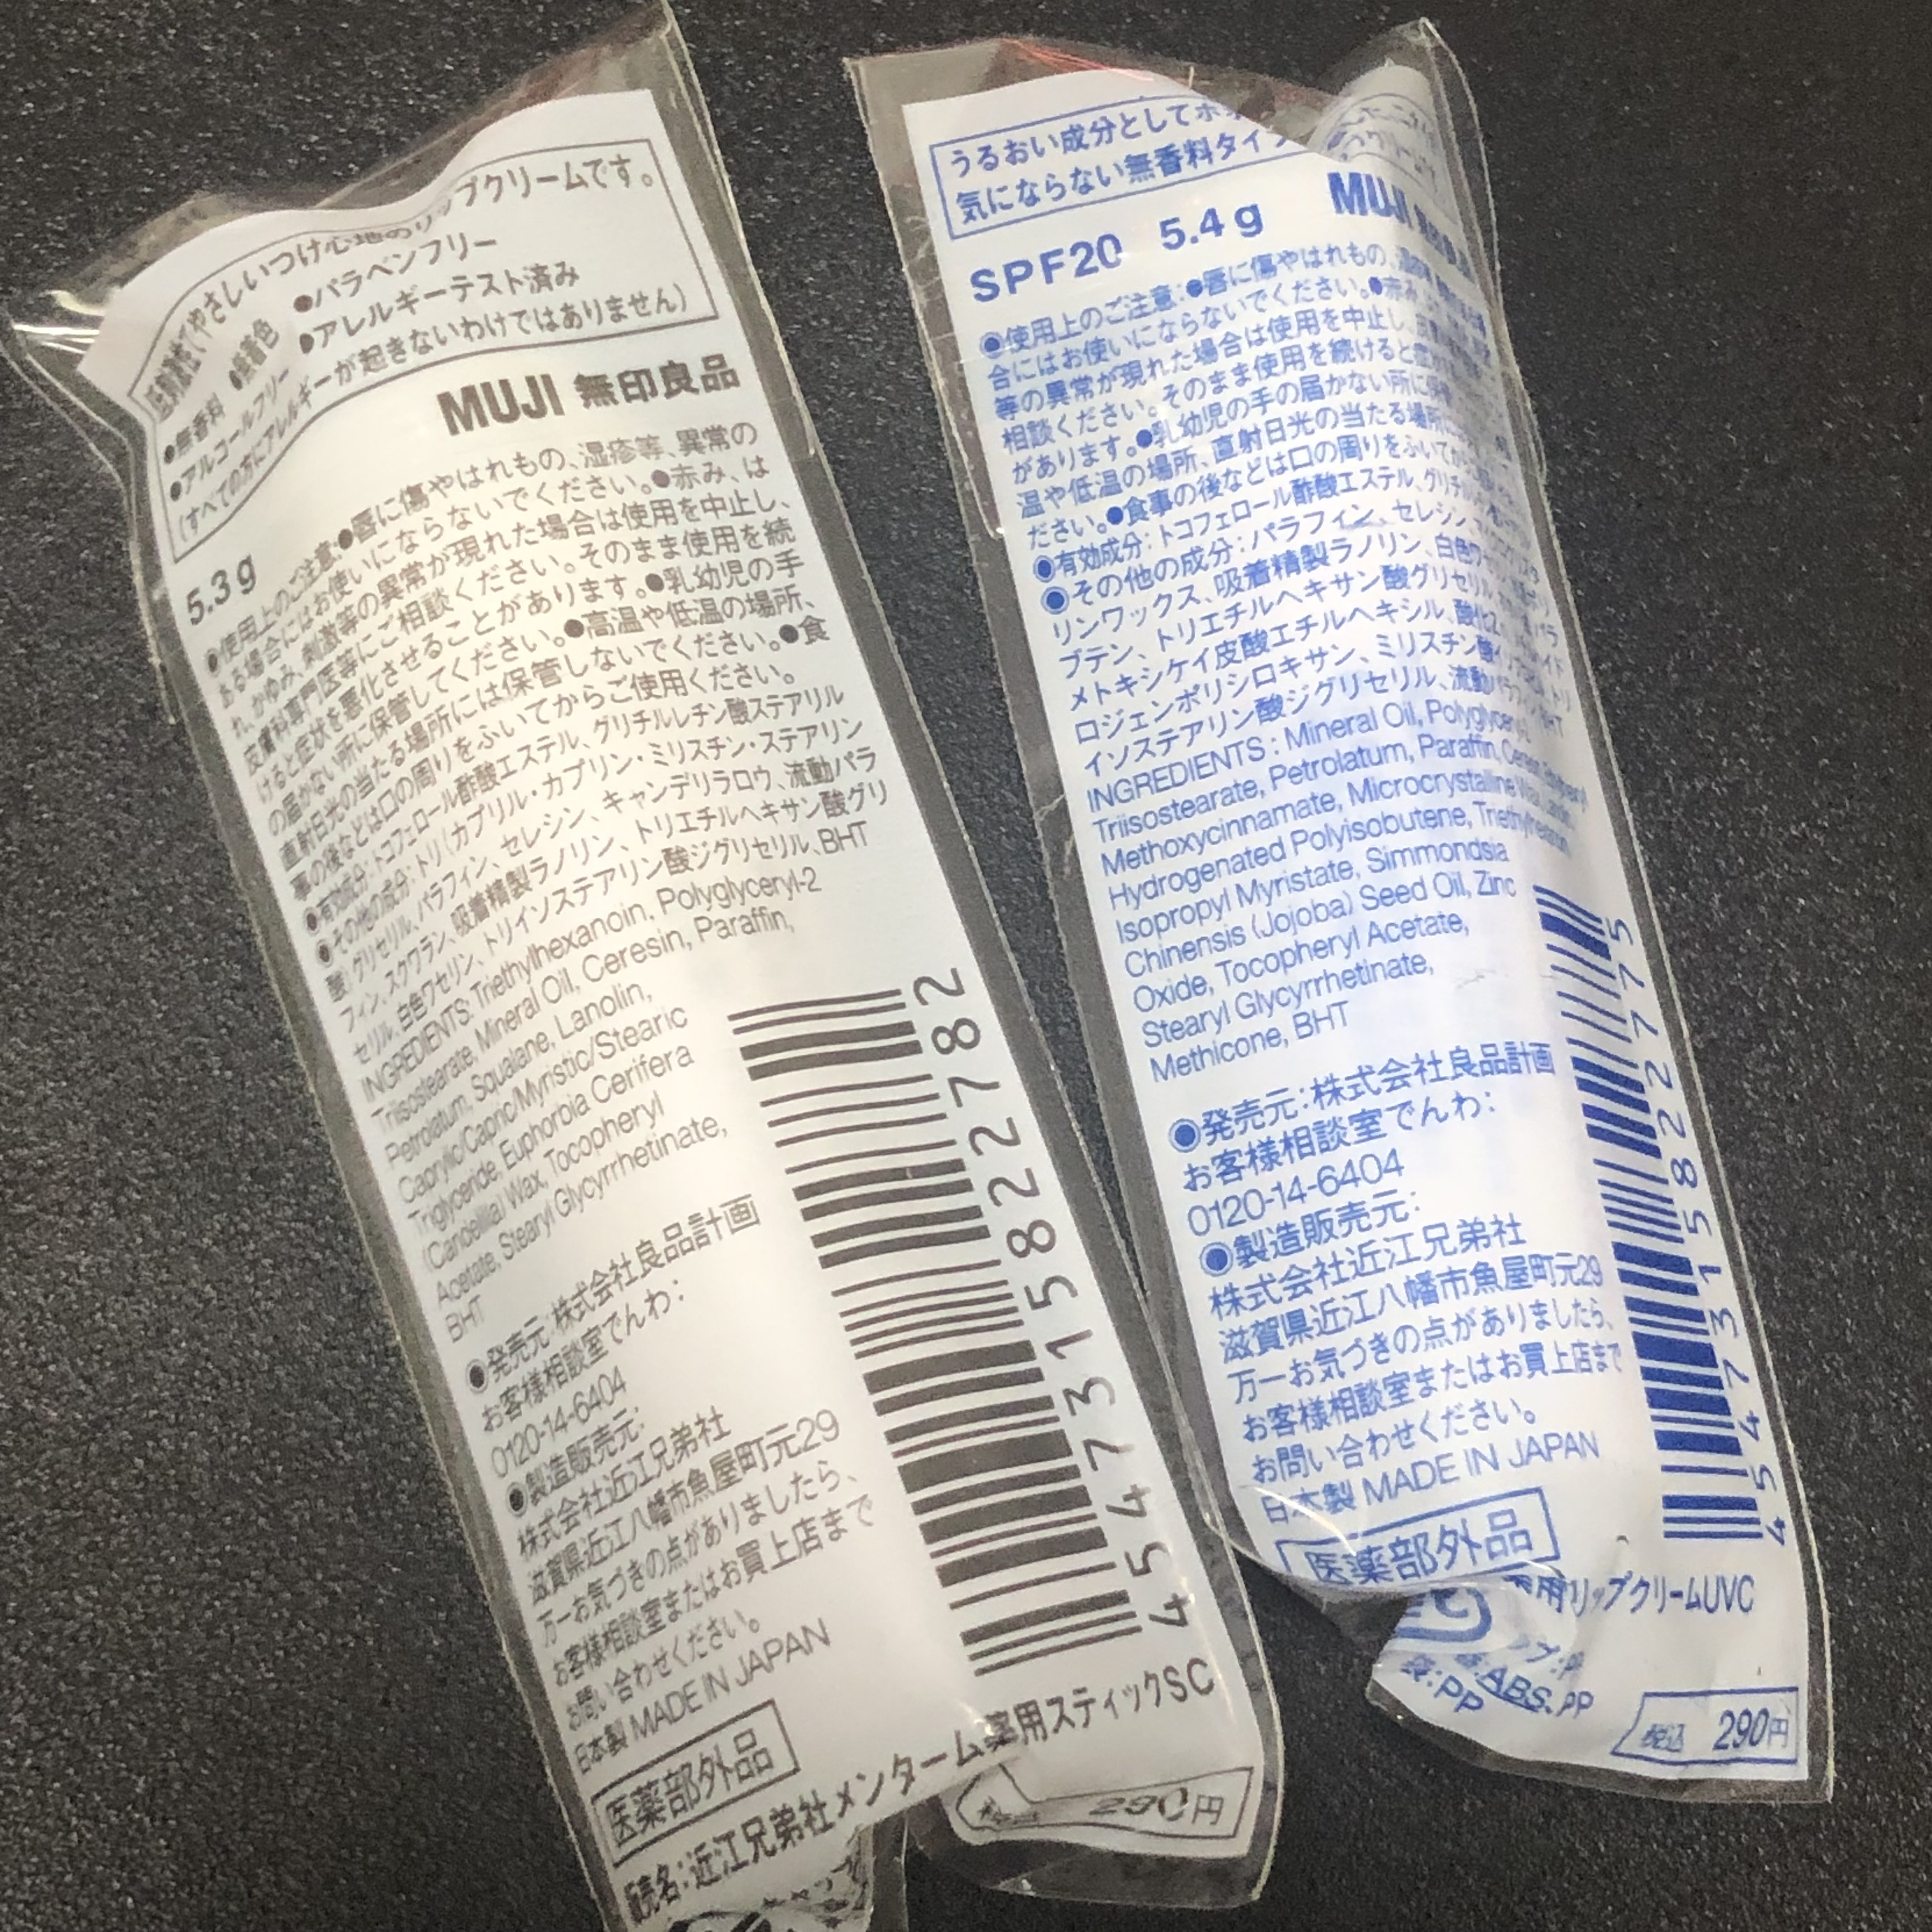 低刺激性でやさしいつけ心地のリップクリームです。
●無香料 ●無着色 ●パラベンフリー
●アルコールフリー ●アレルギーテスト済み
(すべての方にアレルギーが起きないわけではありません)
MUJI 無印良品
5.3g
●使用上のご注意:●唇に傷やはれもの、湿疹等、異常の
ある場合にはお使いにならないでください。●赤み、は
れ、かゆみ、刺激等の異常が現れた場合は使用を中止し、
皮膚科専門医等にご相談ください。そのまま使用を続
けると症状を悪化させることがあります。●乳幼児の手
の届かない所に保管してください。●高温や低温の場所、
直射日光の当たる場所には保管しないでください。●食
事の後などは口の周りをふいてからご使用ください。
●有効成分:トコフェロール酢酸エステル、グリチルレチン酸ステアリル
●その他の成分:トリ(カプリル・カプリン・ミリスチン・ステアリン
酸)グリセリル、パラフィン、セレシン、キャンデリラロウ、流動パラ
フィン、スクワラン、吸着精製ラノリン、トリエチルヘキサン酸グリ
セリル、白色ワセリン、トリイソステアリン酸ジグリセリル、BHT
INGREDIENTS: Triethylhexanoin, Polyglyceryl-2
Triisostearate, Mineral Oil, Ceresin, Paraffin,
Petrolatum, Squalane, Lanolin,
Caprylic/Capric/Myristic/Stearic
Triglyceride, Euphorbia Cerifera
(Candelilla) Wax, Tocopheryl
Acetate, Stearyl Glycyrrhetinate,
BHT
●発売元:株式会社良品計画
お客様相談室でんわ:
0120-14-6404
●製造販売元:
株式会社近江兄弟社
滋賀県近江八幡市魚屋町元29
万一お気づきの点がありましたら、
お客様相談室またはお買上店まで
お問い合わせください。
日本製 MADE IN JAPAN
医薬部外品
販売名:近江兄弟社メンターム薬用スティックSC
4547315822782
290円
うるおい成分としてホ
気にならない無香料タイプ
SPF20 5.4g
MUJI
●使用上のご注意:●唇に傷やはれもの、
合にはお使いにならないでください。●赤み
等の異常が現れた場合は使用を中止し、
相談ください。そのまま使用を続けると症
があります。●乳幼児の手の届かない所に保
温や低温の場所、直射日光の当たる場所
ださい。●食事の後などは口の周りをふいてか
●有効成分:トコフェロール酢酸エステル、グリチル
●その他の成分:パラフィン、セレシン、
リンワックス、吸着精製ラノリン、白色ワ
ブテン、トリエチルヘキサン酸グリセリル
メトキシケイ皮酸エチルヘキシル、酸化
ロジェンポリシロキサン、ミリスチン酸
イソステアリン酸ジグリセリル、流動パラ BHT
INGREDIENTS: Mineral Oil, Polyglyceryl-2
Triisostearate, Petrolatum, Paraffin,
Methoxycinnamate, Microcrystalline Wax,
Hydrogenated Polyisobutene,
Isopropyl Myristate, Simmondsia
Chinensis (Jojoba) Seed Oil, Zinc
Oxide, Tocopheryl Acetate,
Stearyl Glycyrrhetinate,
Methicone, BHT
●発売元:株式会社良品計画
お客様相談室でんわ:
0120-14-6404
●製造販売元:
株式会社近江兄弟社
滋賀県近江八幡市魚屋町元29
万一お気づきの点がありましたら、
お客様相談室またはお買上店まで
お問い合わせください。
日本製 MADE IN JAPAN
医薬部外品
用リップクリームUVC
ABS、PP
袋:PP
4547315822775
税込 290円